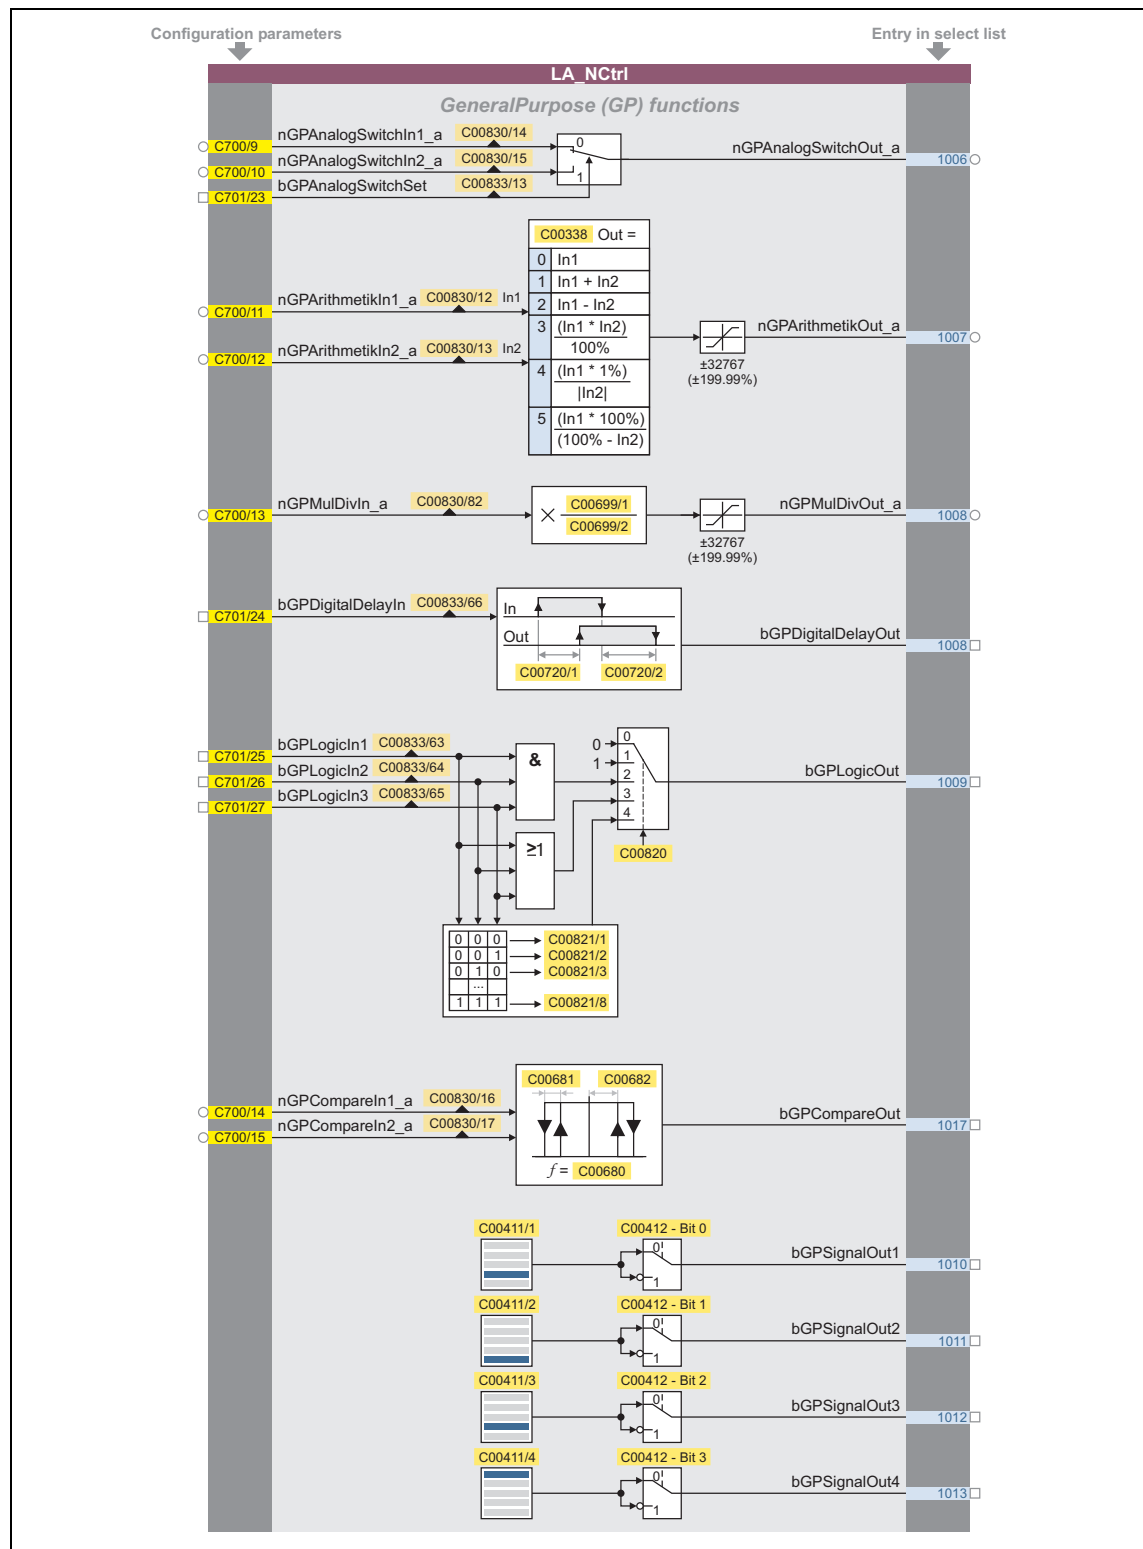 Configuration parameters
Entry in select list
LA_NCtrl
GeneralPurpose (GP) functions
C700/9
nGPAnalogSwitchIn1_a
C00830/14
C700/10
nGPAnalogSwitchIn2_a
C00830/15
C701/23
bGPAnalogSwitchSet
C00833/13
0
1
nGPAnalogSwitchOut_a
1006
C00338 Out =
0 In1
1 In1 + In2
2 In1 - In2
3 (In1 * In2)
100%
4 (In1 * 1%)
|In2|
5 (In1 * 100%)
(100% - In2)
C700/11
nGPArithmetikIn1_a
C00830/12 In1
C700/12
nGPArithmetikIn2_a
C00830/13 In2
±32767
(±199.99%)
nGPArithmetikOut_a
1007
C700/13
nGPMulDivIn_a
C00830/82
×
C00699/1
C00699/2
±32767
(±199.99%)
nGPMulDivOut_a
1008
C701/24
bGPDigitalDelayIn
C00833/66
In
Out
C00720/1
C00720/2
bGPDigitalDelayOut
1008
C701/25
bGPLogicIn1
C00833/63
C701/26
bGPLogicIn2
C00833/64
C701/27
bGPLogicIn3
C00833/65
&
≥1
0
1
0
1
2
3
4
C00820
bGPLogicOut
1009
0 0 0 C00821/1
0 0 1 C00821/2
0 1 0 C00821/3
...
1 1 1 C00821/8
C700/14
nGPCompareIn1_a
C00830/16
C700/15
nGPCompareIn2_a
C00830/17
C00681
C00682
f = C00680
bGPCompareOut
1017
C00411/1
C00412 - Bit 0
0
1
bGPSignalOut1
1010
C00411/2
C00412 - Bit 1
0
1
bGPSignalOut2
1011
C00411/3
C00412 - Bit 2
0
1
bGPSignalOut3
1012
C00411/4
C00412 - Bit 3
0
1
bGPSignalOut4
1013